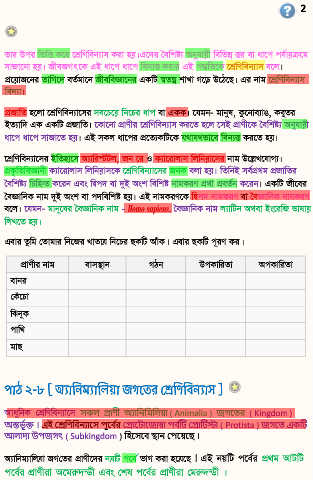 2
তার উপর ভিত্তি করে শ্রেণিবিন্যাস করা হয়। এদের বৈশিষ্ট্য অনুযায়ী বিভিন্ন স্তর বা ধাপে পর্যায়ক্রমে
সাজানো হয়। জীবজগৎকে এই ধাপে ধাপে বিন্যস্ত করার এই পদ্ধতিকে শ্রেণিবিন্যাস বলে।
প্রয়োজনের তাগিদে বর্তমানে জীববিজ্ঞানের একটি স্বতন্ত্র শাখা গড়ে উঠেছে। এর নাম শ্রেণিবিন্যাস
বিদ্যা।
প্রজাতি হলো শ্রেণিবিন্যাসের সবচেয়ে নিচের ধাপ বা একক। যেমন- মানুষ, কুনোব্যাঙ, কবুতর
ইত্যাদি এক একটি প্রজাতি। কোনো প্রাণীর শ্রেণিবিন্যাস করতে হলে সেই প্রাণীকে বৈশিষ্ট্য অনুযায়ী
ধাপে ধাপে সাজাতে হয়। এই সকল ধাপের প্রত্যেকটিকে যথাযথভাবে বিন্যস্ত করতে হয়।
শ্রেণিবিন্যাসের ইতিহাসে অ্যারিস্টটল, জন রে ও ক্যারোলাস লিনিয়াসের নাম উল্লেখযোগ্য।
প্রকৃতিবিজ্ঞানী ক্যারোলাস লিনিয়াসকে শ্রেণিবিন্যাসের জনক বলা হয়। তিনিই সর্বপ্রথম প্রজাতির
বৈশিষ্ট্য চিহ্নিত করেন এবং দ্বিপদ বা দুই অংশ বিশিষ্ট নামকরণ প্রথা প্রবর্তন করেন। একটি জীবের
বৈজ্ঞানিক নাম দুই অংশ বা পদবিশিষ্ট হয়। এই নামকরণকে দ্বিপদ নামকরণ বা বৈজ্ঞানিক নামকরণ
বলে। যেমন- মানুষের বৈজ্ঞানিক নাম - Homo sapiens. বৈজ্ঞানিক নাম ল্যাটিন অথবা ইংরেজি ভাষায়
লিখতে হয়।
এবার তুমি তোমার নিজের খাতায় নিচের ছকটি আঁক। এবার ছকটি পূরণ কর।
প্রাণীর নাম বাসস্থান গঠন উপকারিতা অপকারিতা
বানর
কেঁচো
ঝিনুক
পাখি
মাছ
পাঠ ২-৮ [ অ্যানিম্যালিয়া জগতের শ্রেণিবিন্যাস ]
আধুনিক শ্রেণিবিন্যাসে সকল প্রাণী অ্যানিমেলিয়া ( Animalia ) জগতের ( Kingdom )
অন্তর্ভুক্ত। এই শ্রেণিবিন্যাসে পূর্বের প্রোটোজোয়া পর্বটি প্রোটিস্টা ( Protista ) জগতে একটি
আলাদা উপজগৎ ( Subkingdom ) হিসেবে স্থান পেয়েছে।
অ্যানিম্যালিয়া জগতের প্রাণীদের নয়টি পর্বে ভাগ করা হয়েছে। এই নয়টি পর্বের প্রথম আটটি
পর্বের প্রাণীরা অমেরুদণ্ডী এবং শেষ পর্বের প্রাণীরা মেরুদণ্ডী ।